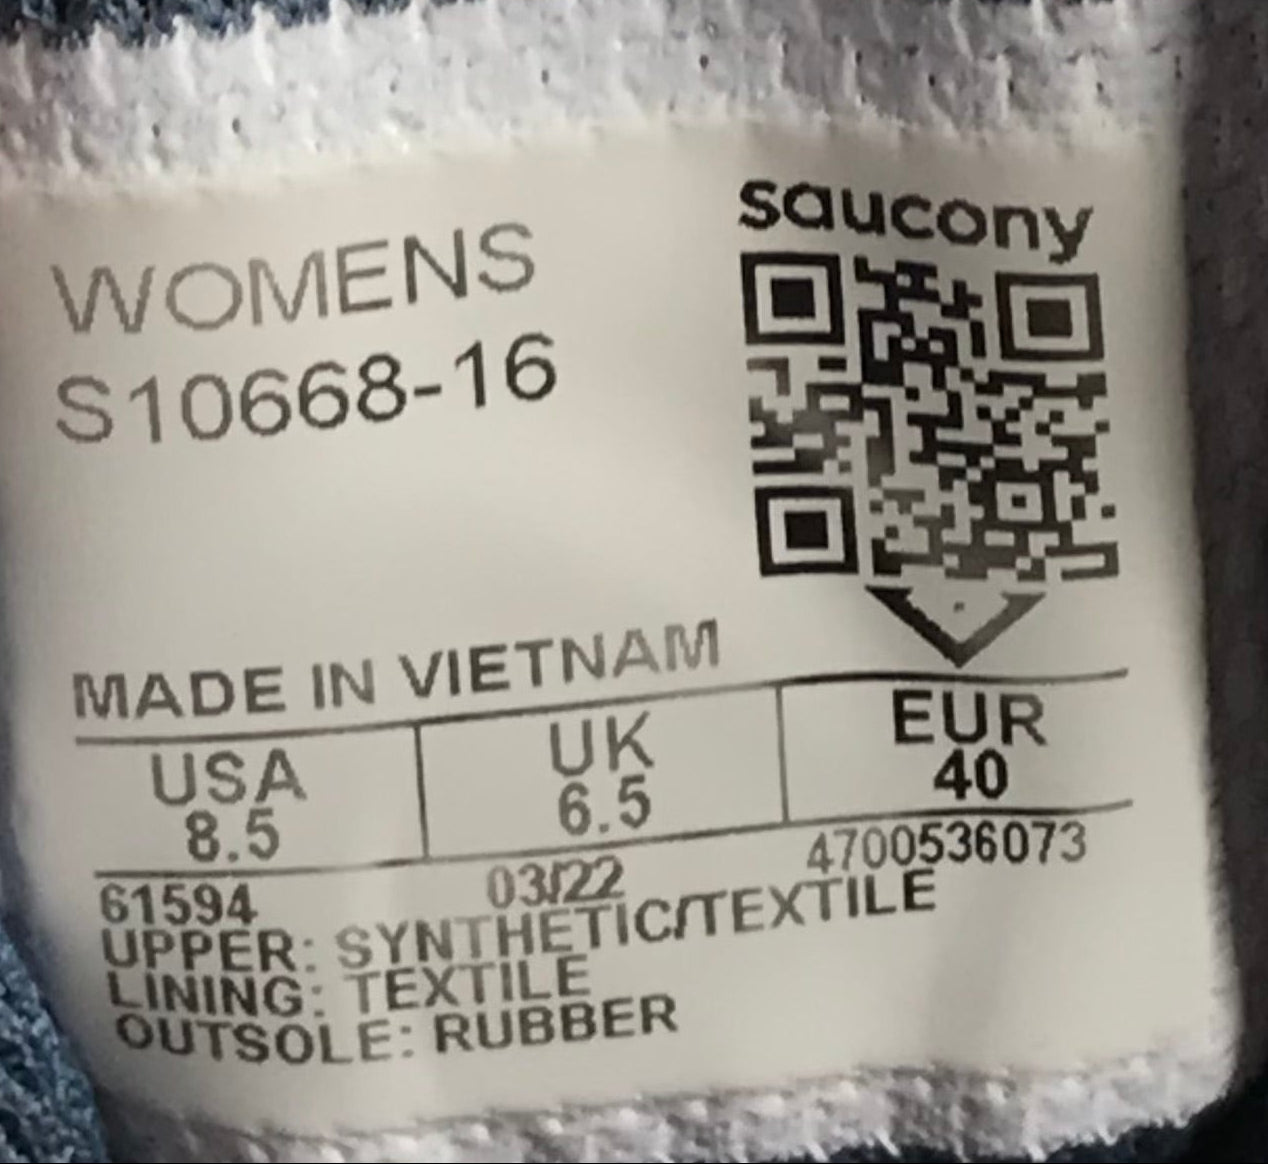 saucony
WOMENS
S10668-16
MADE IN VIETNAM
USA UK EUR
8.5 6.5 40
61594 03/22 4700536073
UPPER: SYNTHETIC/TEXTILE
LINING: TEXTILE
OUTSOLE: RUBBER